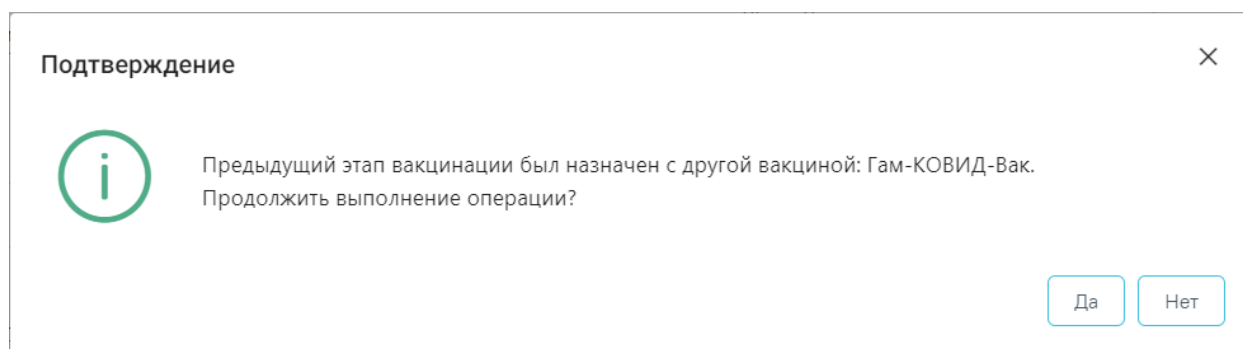 Подтверждение
Предыдущий этап вакцинации был назначен с другой вакциной: Гам-КОВИД-Вак.
Продолжить выполнение операции?
Да
Нет